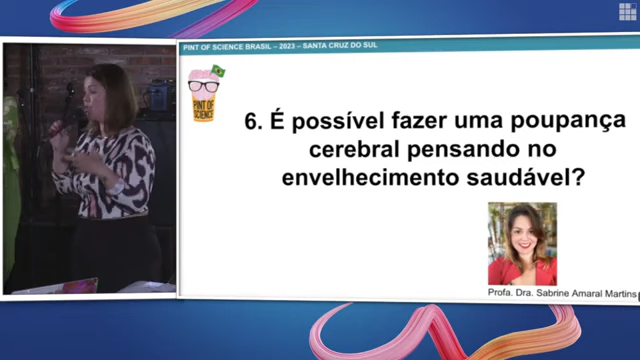 PINT OF SCIENCE BRASIL – 2023 – SANTA CRUZ DO SUL
PINT OF
SCIENCE
6. É possível fazer uma poupança
cerebral pensando no
envelhecimento saudável?
Profa. Dra. Sabrine Amaral Martins